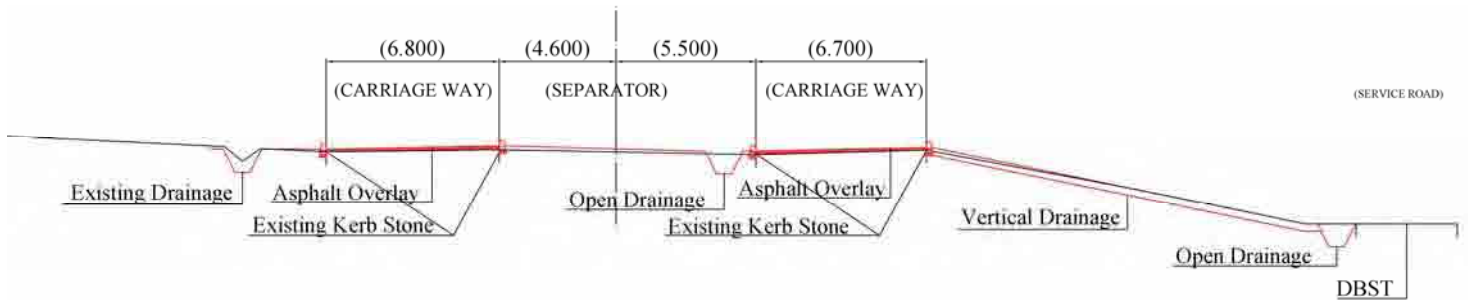 (6.800) (4.600) (5.500) (6.700)
(CARRIAGE WAY) (SEPARATOR) (CARRIAGE WAY) (SERVICE ROAD)
Existing Drainage Asphalt Overlay Open Drainage Asphalt Overlay
Existing Kerb Stone Existing Kerb Stone Vertical Drainage
Open Drainage
DBST